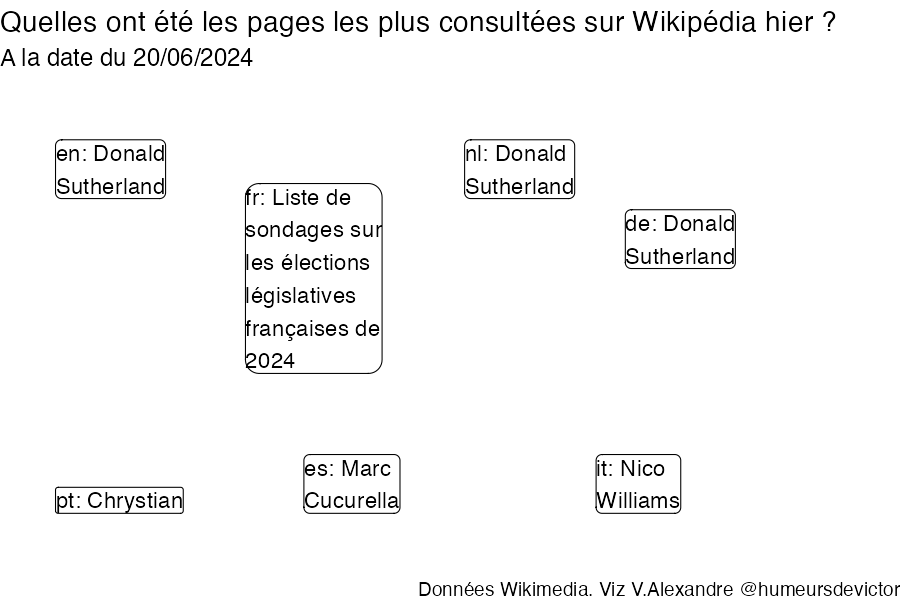 Quelles ont été les pages les plus consultées sur Wikipédia hier ?
A la date du 20/06/2024
en: Donald
Sutherland
fr: Liste de
sondages sur
les élections
législatives
françaises de
2024
nl: Donald
Sutherland
de: Donald
Sutherland
pt: Chrystian
es: Marc
Cucurella
it: Nico
Williams
Données Wikimedia. Viz V.Alexandre @humeursdevictor